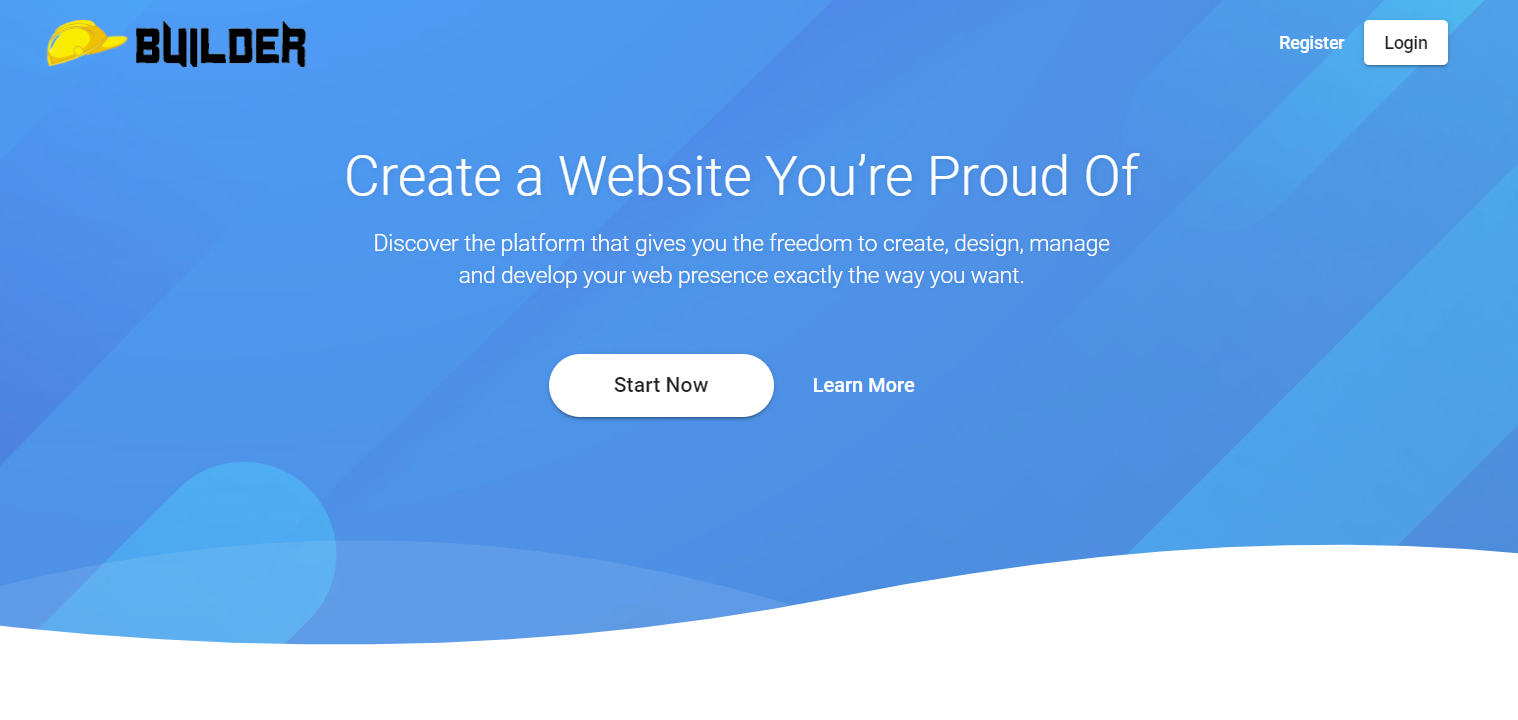 BUILDER
Register
Login
Create a Website You’re Proud Of
Discover the platform that gives you the freedom to create, design, manage
and develop your web presence exactly the way you want.
Start Now
Learn More